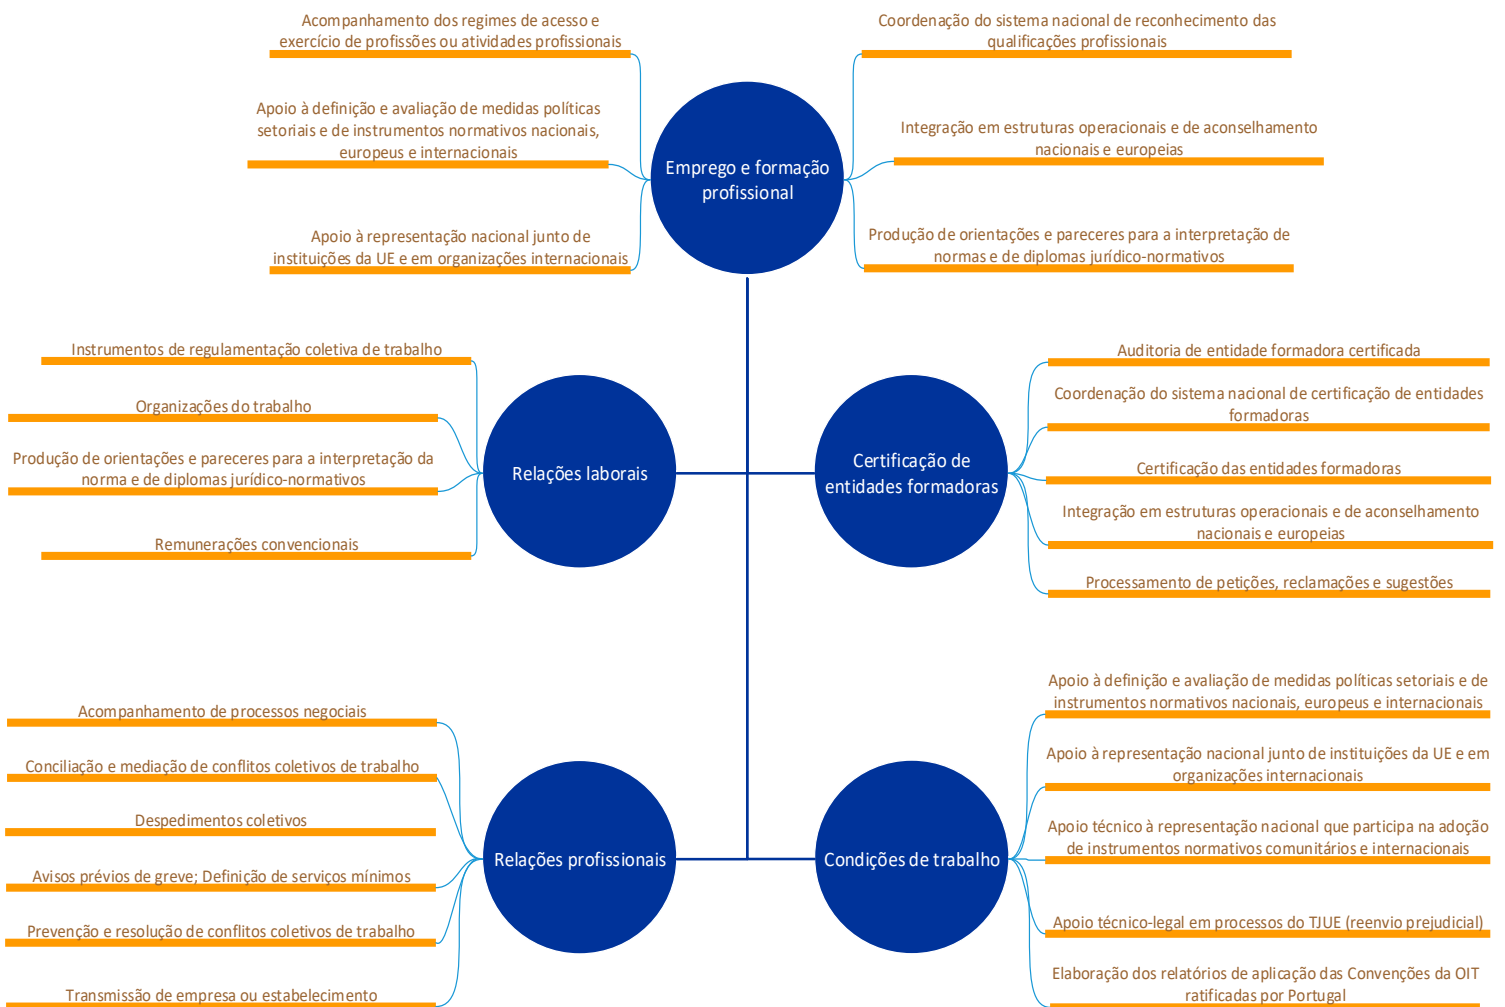 Acompanhamento dos regimes de acesso e
exercício de profissões ou atividades profissionais
Apoio à definição e avaliação de medidas políticas
setoriais e de instrumentos normativos nacionais,
europeus e internacionais
Apoio à representação nacional junto de
instituições da UE e em organizações internacionais
Emprego e formação
profissional
Coordenação do sistema nacional de reconhecimento das
qualificações profissionais
Integração em estruturas operacionais e de aconselhamento
nacionais e europeias
Produção de orientações e pareceres para a interpretação de
normas e de diplomas jurídico-normativos
Instrumentos de regulamentação coletiva de trabalho
Organizações do trabalho
Produção de orientações e pareceres para a interpretação da
norma e de diplomas jurídico-normativos
Remunerações convencionais
Relações laborais
Certificação de
entidades formadoras
Auditoria de entidade formadora certificada
Coordenação do sistema nacional de certificação de entidades
formadoras
Certificação das entidades formadoras
Integração em estruturas operacionais e de aconselhamento
nacionais e europeias
Processamento de petições, reclamações e sugestões
Acompanhamento de processos negociais
Conciliação e mediação de conflitos coletivos de trabalho
Despedimentos coletivos
Avisos prévios de greve; Definição de serviços mínimos
Prevenção e resolução de conflitos coletivos de trabalho
Transmissão de empresa ou estabelecimento
Relações profissionais
Condições de trabalho
Apoio à definição e avaliação de medidas políticas setoriais e de
instrumentos normativos nacionais, europeus e internacionais
Apoio à representação nacional junto de instituições da UE e em
organizações internacionais
Apoio técnico à representação nacional que participa na adoção
de instrumentos normativos comunitários e internacionais
Apoio técnico-legal em processos do TJUE (reenvio prejudicial)
Elaboração dos relatórios de aplicação das Convenções da OIT
ratificadas por Portugal